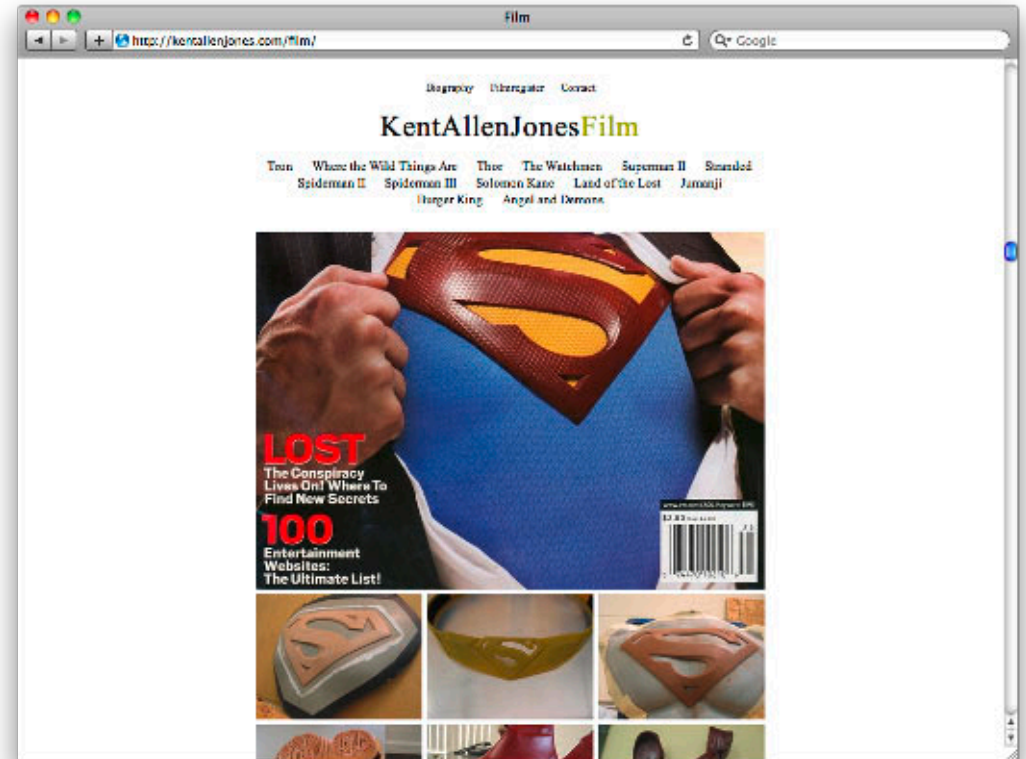 Film
http://kentallenjones.com/film/
Google
Biography Filmregister Contact
KentAllenJonesFilm
Tron Where the Wild Things Are Thor The Watchmen Superman II Stranded
Spiderman II Spiderman III Solomon Kane Land of the Lost Jumanji
Burger King Angel and Demons
LOST
The Conspiracy
Lives On! Where To
Find New Secrets
100
Entertainment
Websites:
The Ultimate List!